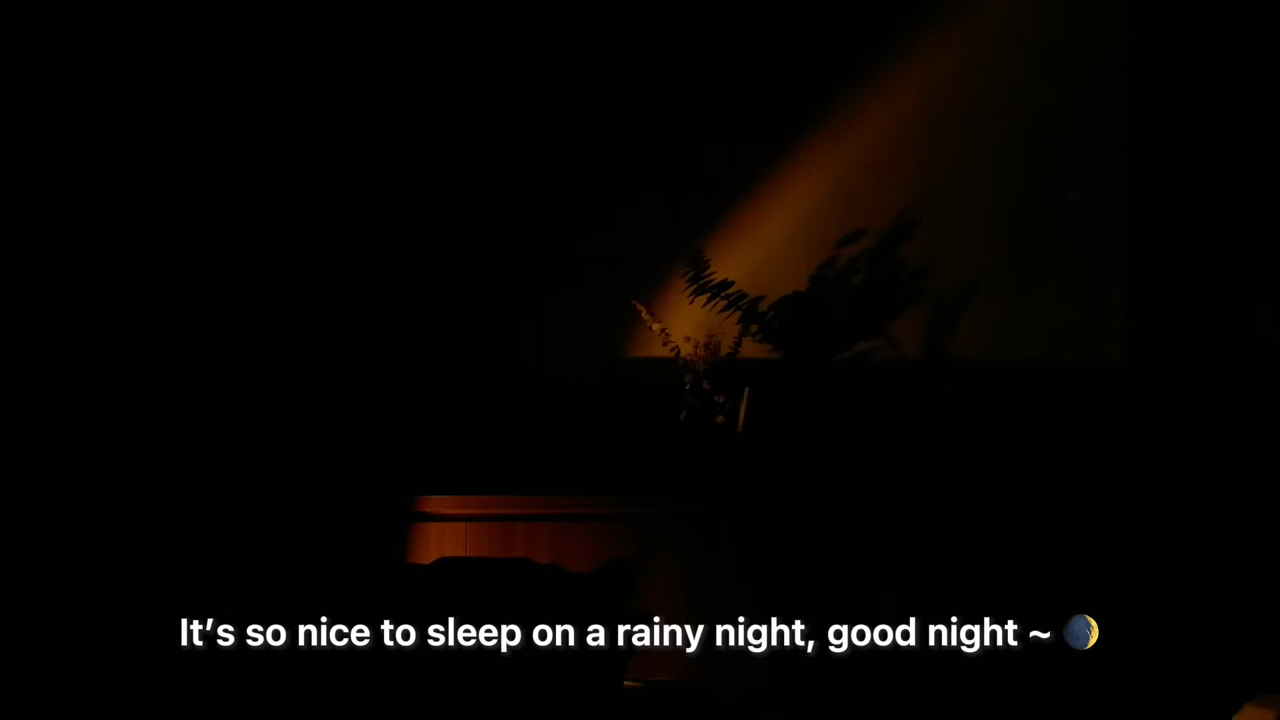 It’s so nice to sleep on a rainy night, good night ~ 🌒